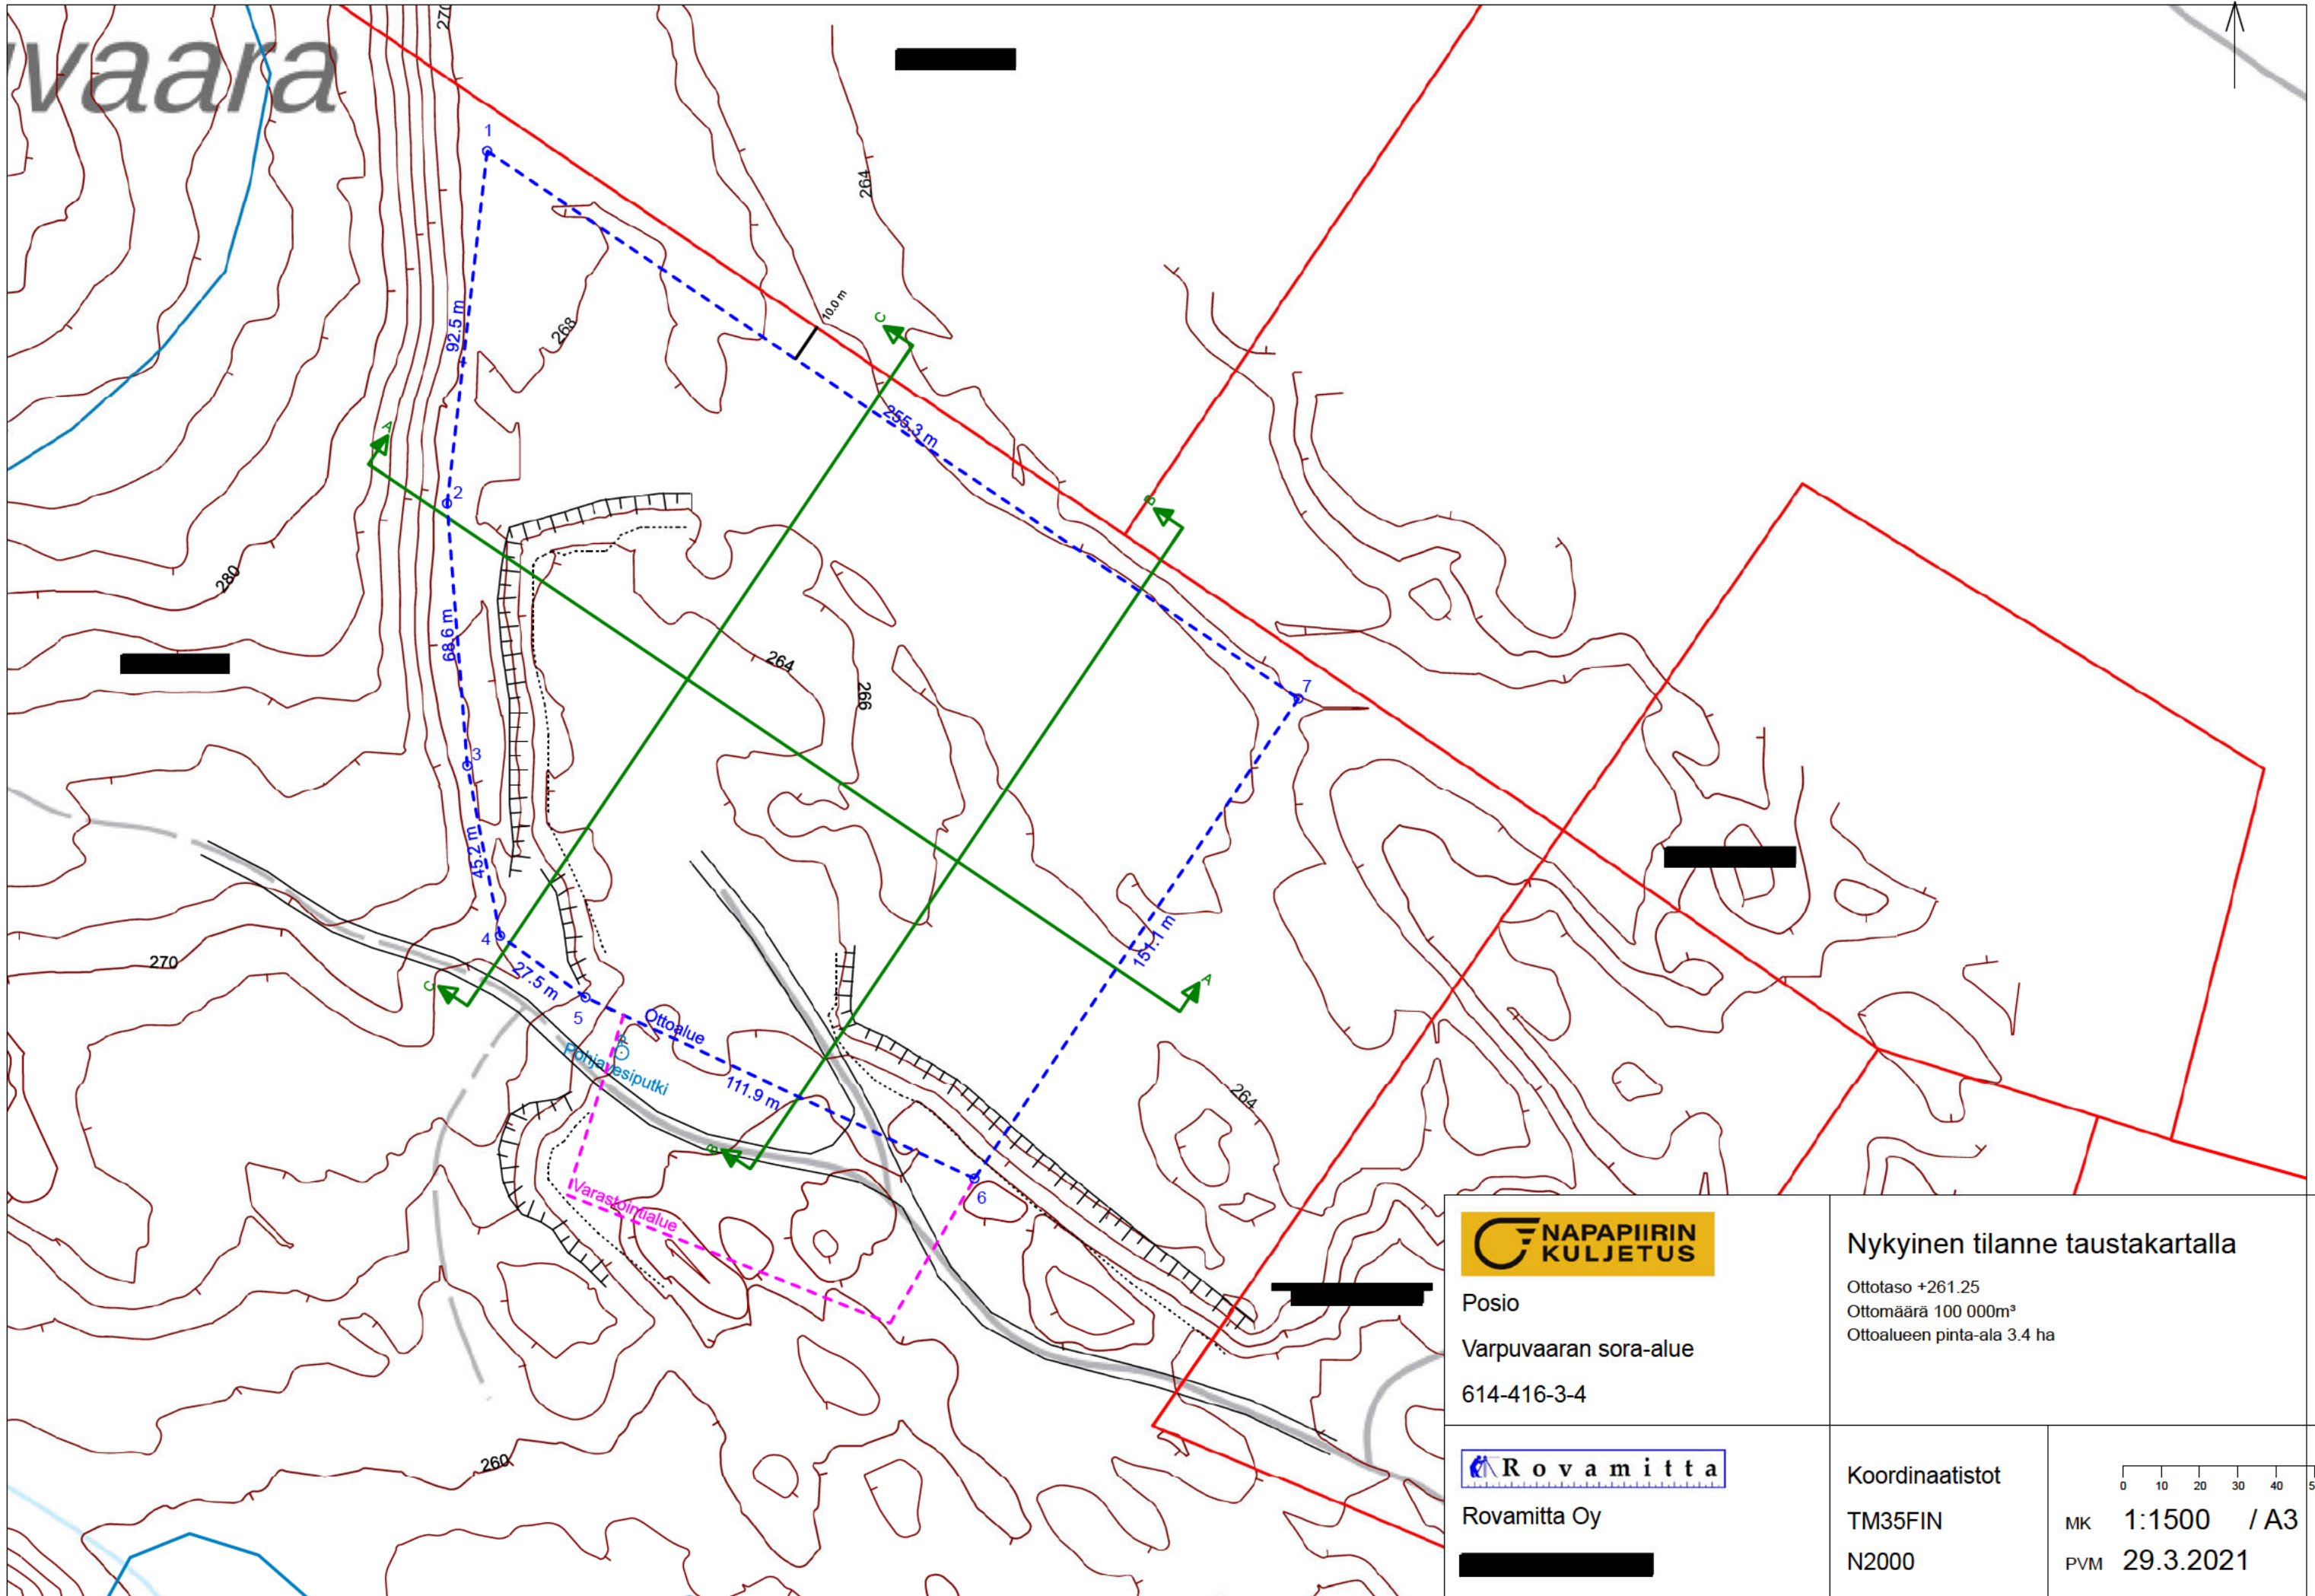 vaara
270
1
264
10.0 m
C
92.5 m
268
255.3 m
A
2
B
280
68.6 m
264
266
7
3
45.2 m
4
270
27.5 m
151.1 m
A
C
5
Ottoalue
P
Pohjavesiputki
111.9 m
264
B
6
Varastointialue
260
NAPAPIIRIN
KULJETUS
Posio
Varpuvaaran sora-alue
614-416-3-4
Nykyinen tilanne taustakartalla
Ottotaso +261.25
Ottomäärä 100 000m³
Ottoalueen pinta-ala 3.4 ha
Rovamitta
Rovamitta Oy
Koordinaatistot
TM35FIN
N2000
0 10 20 30 40 5
MK 1:1500 / A3
PVM 29.3.2021